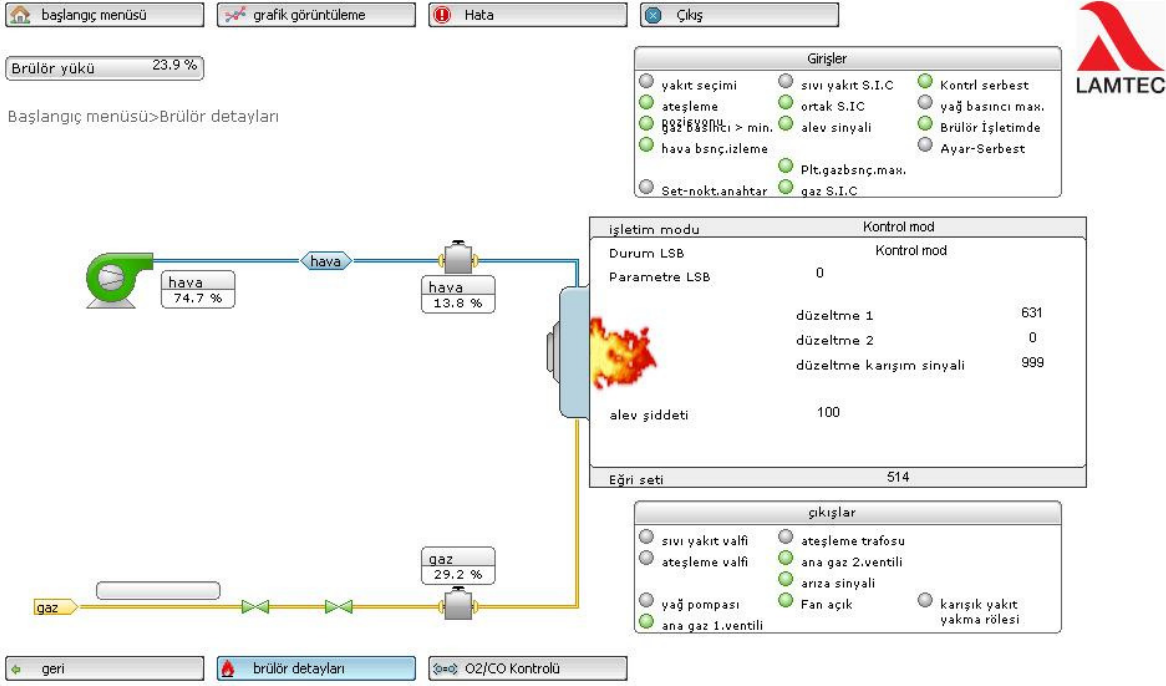 başlangıç menüsü
grafik görüntüleme
Hata
Çıkış
LAMTEC
Brülör yükü 23.9 %
Başlangıç menüsü>Brülör detayları
Girişler
yakıt seçimi
sıvı yakıt S.I.C
Kontrl serbest
ateşleme pozisyonu
ortak S.IC
yağ basıncı max.
gaz basıncı > min.
alev sinyali
Brülör İşletimde
hava bsnç.izleme
Ayar-Serbest
Plt.gazbsnç.max.
Set-nokt.anahtar
gaz S.I.C
hava
hava
74.7 %
hava
13.8 %
işletim modu Kontrol mod
Durum LSB Kontrol mod
Parametre LSB 0
düzeltme 1 631
düzeltme 2 0
düzeltme karışım sinyali 999
alev şiddeti 100
Eğri seti 514
çıkışlar
sıvı yakıt valfi
ateşleme trafosu
ateşleme valfi
ana gaz 2.ventili
arıza sinyali
yağ pompası
Fan açık
karışık yakıt
yakma rölesi
ana gaz 1.ventili
gaz
29.2 %
gaz
geri
brülör detayları
O2/CO Kontrolü